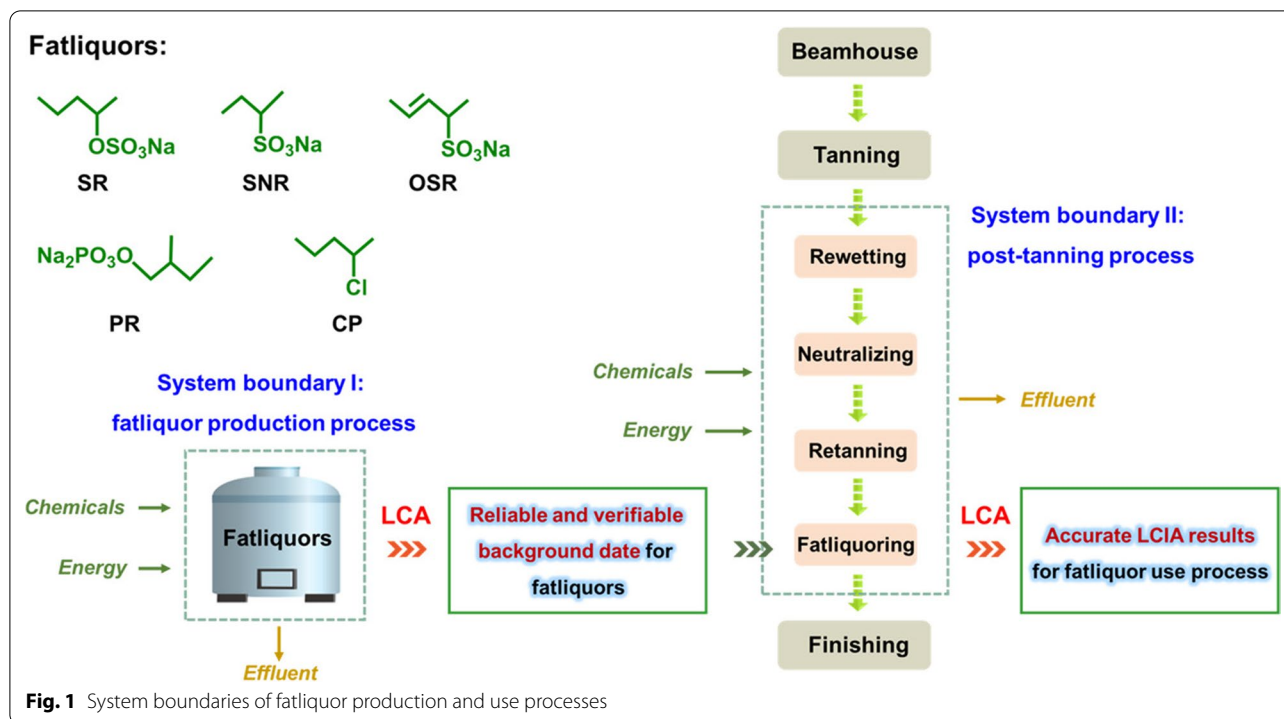 Fatliquors:
OSO₃Na
SR
SO₃Na
SNR
SO₃Na
OSR
Na₂PO₃O
PR
Cl
CP
System boundary I:
fatliquor production process
Chemicals
Energy
Fatliquors
Effluent
LCA
Reliable and verifiable
background date for
fatliquors
Beamhouse
Tanning
System boundary II:
post-tanning process
Rewetting
Neutralizing
Retanning
Fatliquoring
Finishing
Chemicals
Energy
Effluent
LCA
Accurate LCIA results
for fatliquor use process
Fig. 1 System boundaries of fatliquor production and use processes